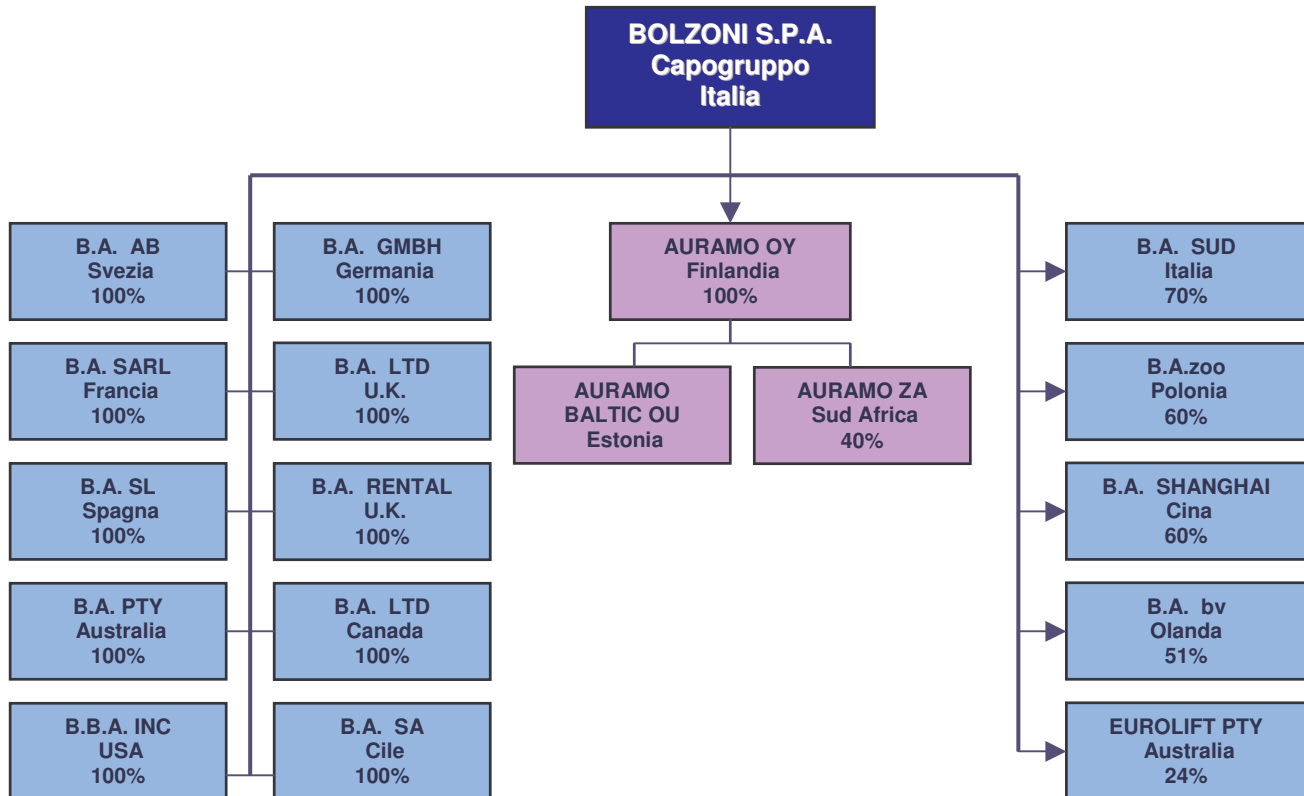 BOLZONI S.P.A.
Capogruppo
Italia
B.A. AB
Svezia
100%
B.A. GMBH
Germania
100%
AURAMO OY
Finlandia
100%
B.A. SUD
Italia
70%
B.A. SARL
Francia
100%
B.A. LTD
U.K.
100%
AURAMO
BALTIC OU
Estonia
AURAMO ZA
Sud Africa
40%
B.A.zoo
Polonia
60%
B.A. SL
Spagna
100%
B.A. RENTAL
U.K.
100%
B.A. SHANGHAI
Cina
60%
B.A. PTY
Australia
100%
B.A. LTD
Canada
100%
B.A. bv
Olanda
51%
B.B.A. INC
USA
100%
B.A. SA
Cile
100%
EUROLIFT PTY
Australia
24%